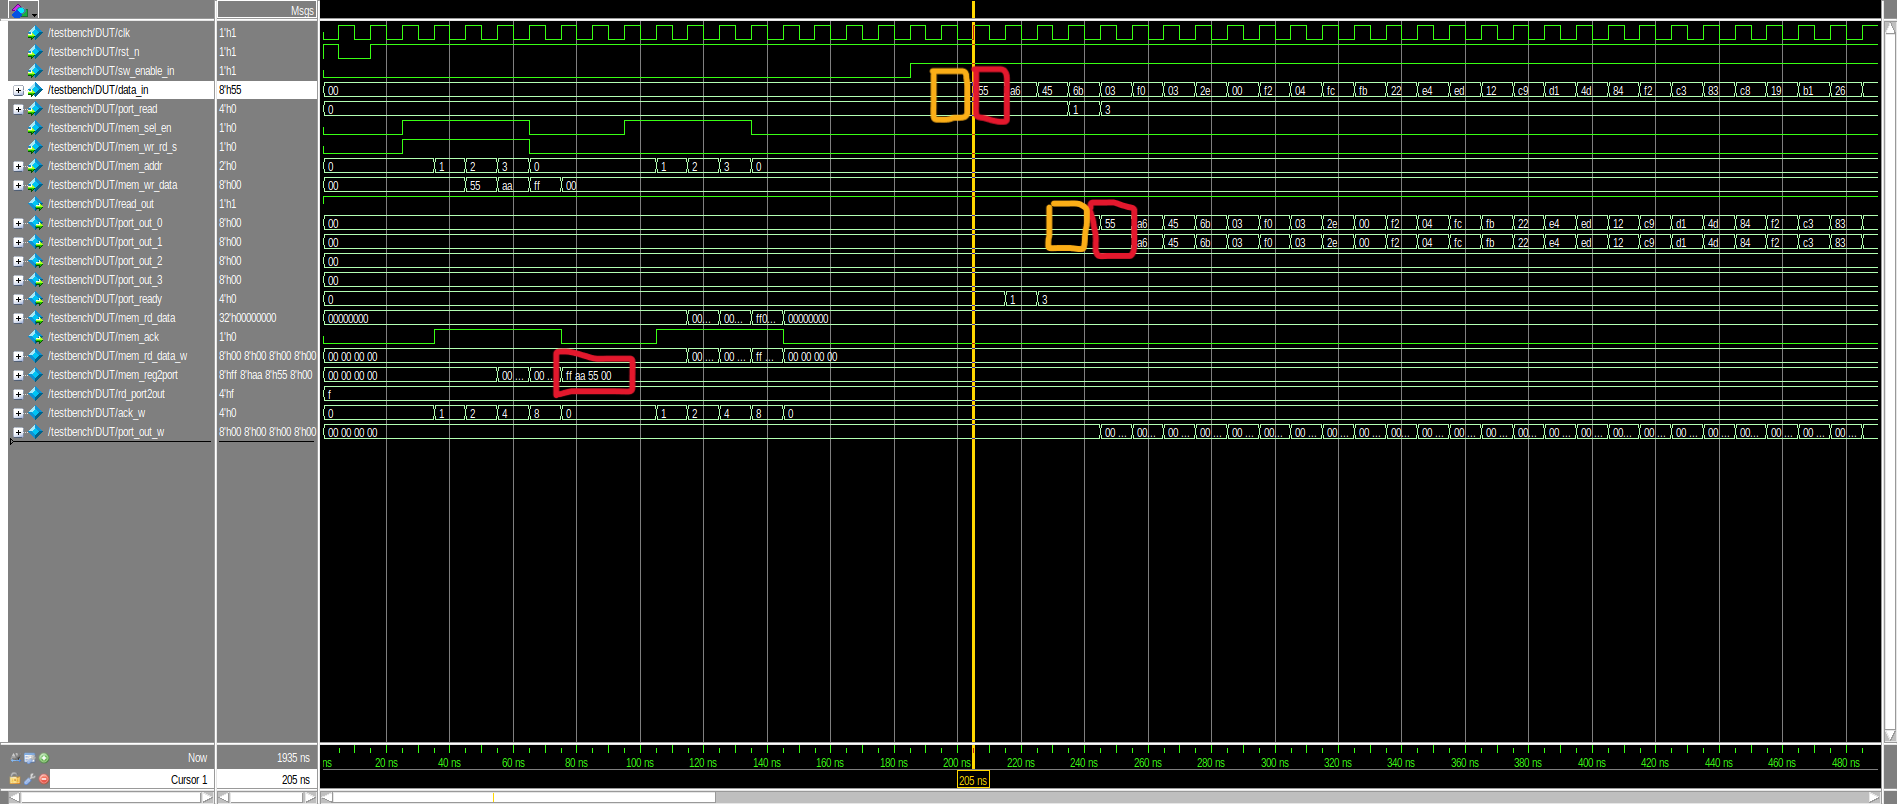 Msgs
/testbench/DUT/clk 1'h1
/testbench/DUT/rst_n 1'h1
/testbench/DUT/sw_enable_in 1'h1
/testbench/DUT/data_in 8'h55 00 55 a6 45 6b 03 f0 03 2e 00 f2 04 fc fb 22 e4 ed 12 c9 d1 4d 84 f2 c3 83 c8 19 b1 26
/testbench/DUT/port_read 4'h0 0 1 3
/testbench/DUT/mem_sel_en 1'h0
/testbench/DUT/mem_wr_rd_s 1'h0
/testbench/DUT/mem_addr 2'h0 0 1 2 3 0 1 2 3 0
/testbench/DUT/mem_wr_data 8'h00 00 55 aa ff 00
/testbench/DUT/read_out 1'h1
/testbench/DUT/port_out_0 8'h00 00 55 a6 45 6b 03 f0 03 2e 00 f2 04 fc fb 22 e4 ed 12 c9 d1 4d 84 f2 c3 83
/testbench/DUT/port_out_1 8'h00 00 a6 45 6b 03 f0 03 2e 00 f2 04 fc fb 22 e4 ed 12 c9 d1 4d 84 f2 c3 83
/testbench/DUT/port_out_2 8'h00 00
/testbench/DUT/port_out_3 8'h00 00
/testbench/DUT/port_ready 4'h0 0 1 3
/testbench/DUT/mem_rd_data 32'h00000000 00000000 00... 00... ff0... 00000000
/testbench/DUT/mem_ack 1'h0
/testbench/DUT/mem_rd_data_w 8'h00 8'h00 8'h00 8'h00 00 00 00 00 00 ... 00 ... ff ... 00 00 00 00
/testbench/DUT/mem_reg2port 8'hff 8'haa 8'h55 8'h00 00 00 00 00 00 ... 00 ... ff aa 55 00
/testbench/DUT/rd_port2out 4'hf f
/testbench/DUT/ack_w 4'h0 0 1 2 4 8 0 1 2 4 8 0
/testbench/DUT/port_out_w 8'h00 8'h00 8'h00 8'h00 00 00 00 00 00 ... 00... 00 ... 00 ... 00 ... 00... 00 ... 00 ... 00 ... 00... 00 ... 00 ... 00 ... 00... 00 ... 00 ... 00... 00 ... 00 ... 00 ... 00... 00 ... 00 ... 00 ...
Now 1935 ns ns 20 ns 40 ns 60 ns 80 ns 100 ns 120 ns 140 ns 160 ns 180 ns 200 ns 220 ns 240 ns 260 ns 280 ns 300 ns 320 ns 340 ns 360 ns 380 ns 400 ns 420 ns 440 ns 460 ns 480 ns
Cursor 1 205 ns 205 ns